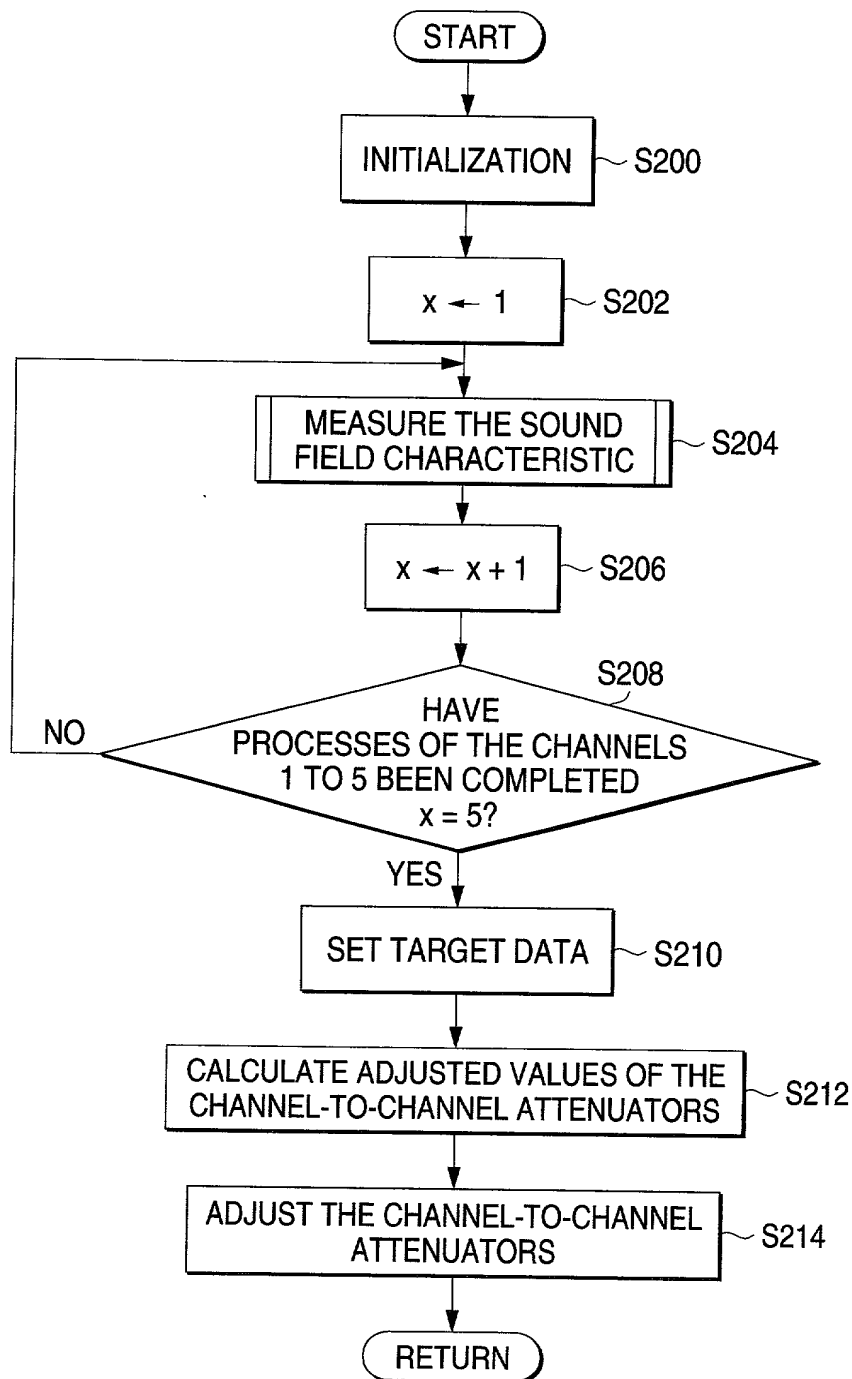 START
INITIALIZATION
S200
x ← 1
S202
MEASURE THE SOUND
FIELD CHARACTERISTIC
S204
x ← x + 1
S206
S208
HAVE
PROCESSES OF THE CHANNELS
1 TO 5 BEEN COMPLETED
x = 5?
NO
YES
SET TARGET DATA
S210
CALCULATE ADJUSTED VALUES OF THE
CHANNEL-TO-CHANNEL ATTENUATORS
S212
ADJUST THE CHANNEL-TO-CHANNEL
ATTENUATORS
S214
RETURN